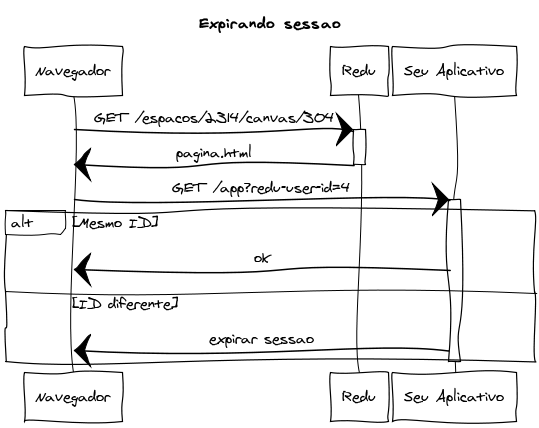 Expirando sessao
Navegador
Redu
Seu Aplicativo
GET /espacos/2314/canvas/304
pagina.html
GET /app?redu-user-id=4
alt
[Mesmo ID]
ok
[ID diferente]
expirar sessao
Navegador
Redu
Seu Aplicativo